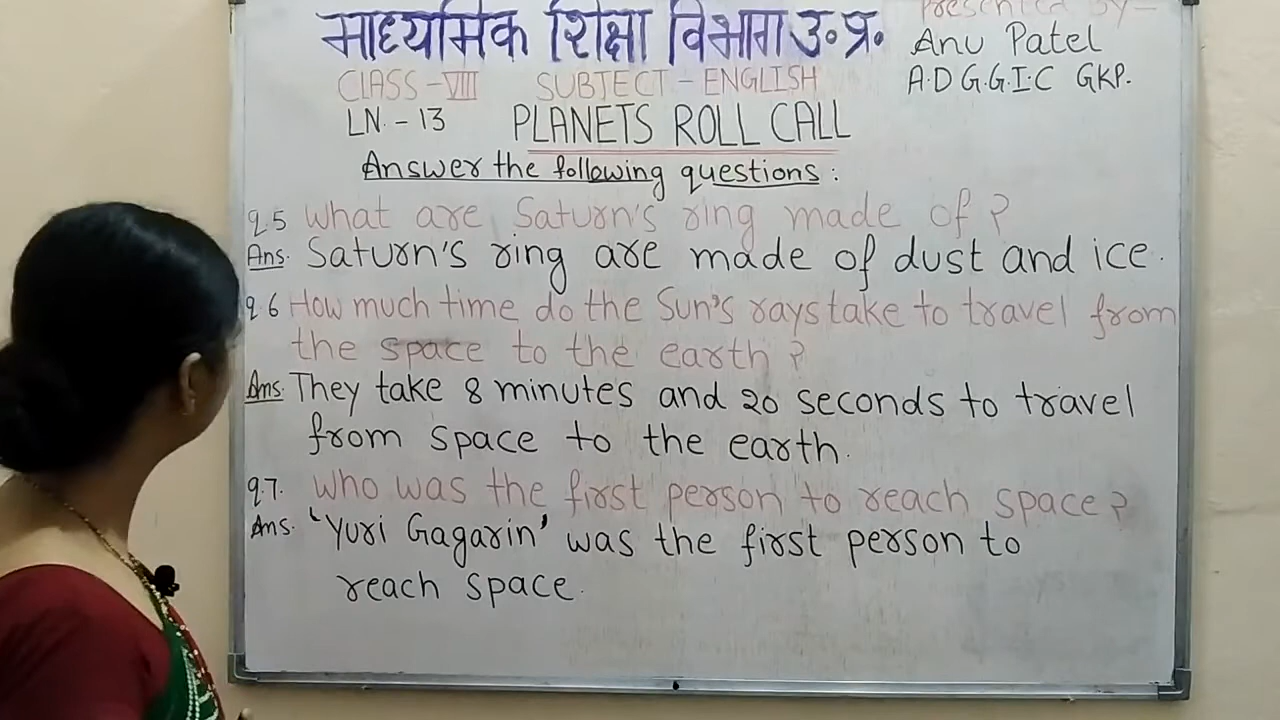 माध्यमिक शिक्षा विभाग उ॰ प्र॰
Presented by-
Anu Patel
CLASS - VIII SUBJECT - ENGLISH
A.D G.G.I.C GKP.
LN. - 13 PLANETS ROLL CALL
Answer the following questions :
Q.5 What are Saturn's ring made of ?
Ans. Saturn's ring are made of dust and ice.
Q.6 How much time do the Sun's rays take to travel from
the space to the earth ?
Ans. They take 8 minutes and 20 seconds to travel
from space to the earth.
Q.7. Who was the first person to reach space ?
Ans. 'Yuri Gagarin' was the first person to
reach space.